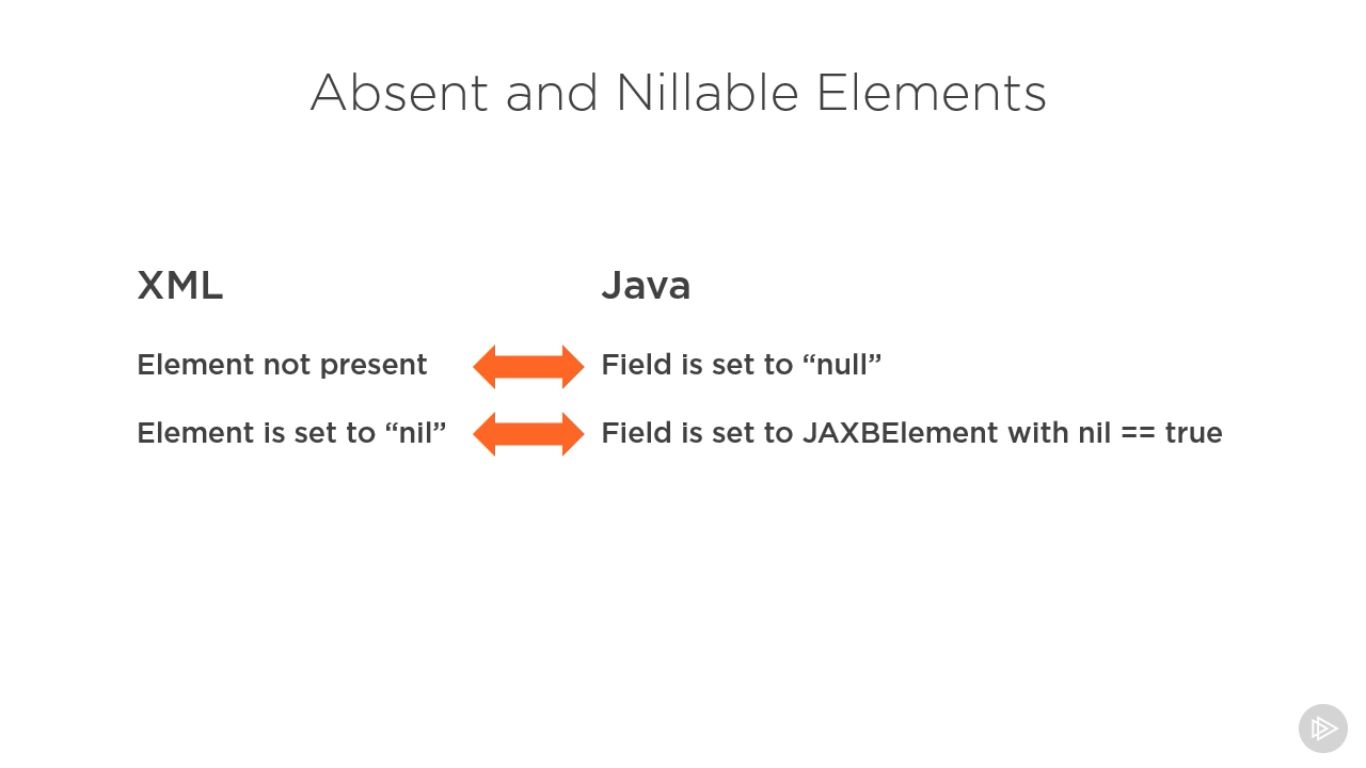 Absent and Nillable Elements
XML
Java
Element not present
Field is set to “null”
Element is set to “nil”
Field is set to JAXBElement with nil == true